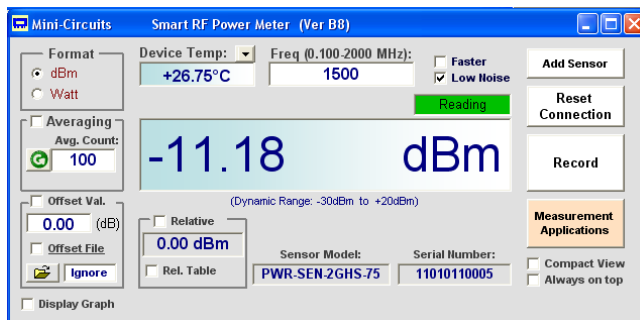 Mini-Circuits Smart RF Power Meter (Ver B8)
Format
dBm
Watt
Device Temp:
+26.75°C
Freq (0.100-2000 MHz):
1500
Faster
Low Noise
Reading
Add Sensor
Reset
Connection
Record
Measurement
Applications
Averaging
Avg. Count:
100
-11.18 dBm
(Dynamic Range: -30dBm to +20dBm)
Offset Val.
0.00 (dB)
Offset File
Ignore
Relative
0.00 dBm
Rel. Table
Sensor Model:
PWR-SEN-2GHS-75
Serial Number:
11010110005
Compact View
Always on top
Display Graph